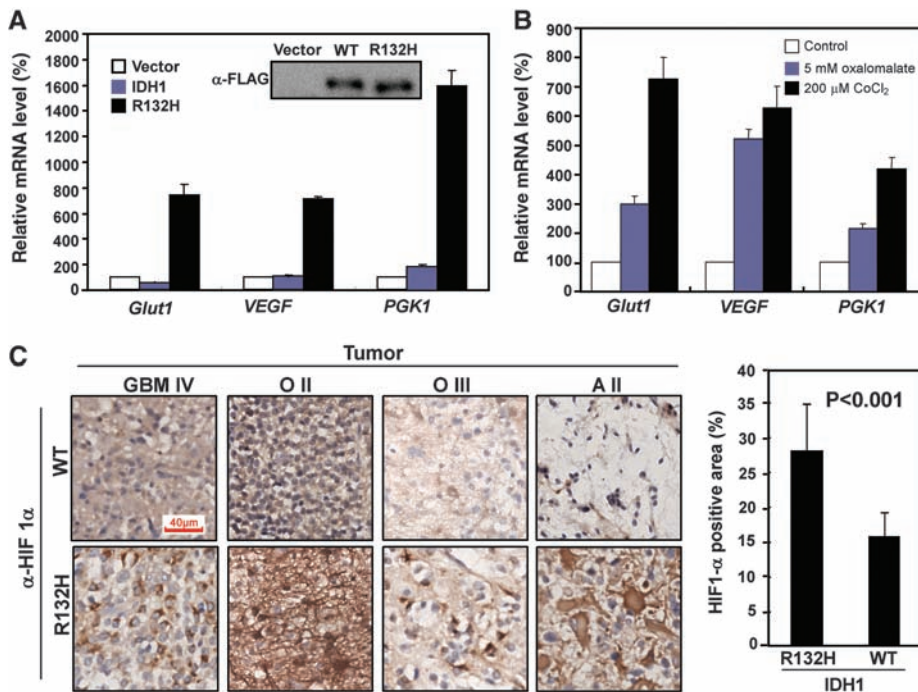 A
Relative mRNA level (%)
2000
1800
1600
1400
1200
1000
800
600
400
200
0
Vector
IDH1
R132H
Vector WT R132H
α-FLAG
Glut1 VEGF PGK1
B
Relative mRNA level (%)
900
800
700
600
500
400
300
200
100
0
Control
5 mM oxalomalate
200 μM CoCl₂
Glut1 VEGF PGK1
C
Tumor
GBM IV O II O III A II
α-HIF 1α
WT
40μm
R132H
HIF1-α positive area (%)
40
35
30
25
20
15
10
5
0
P<0.001
R132H WT
IDH1